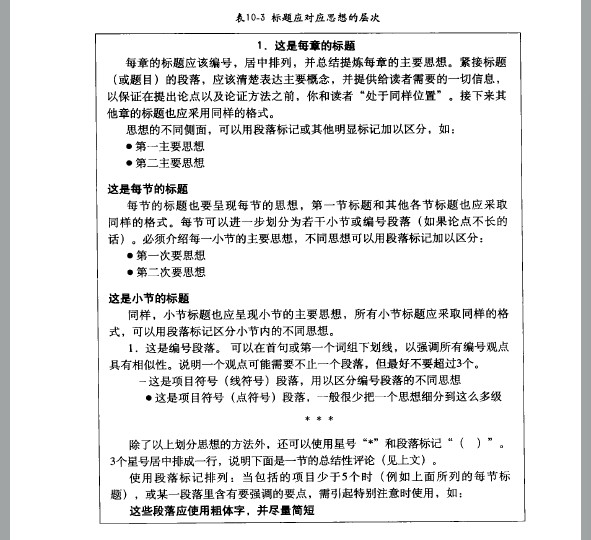 表10-3 标题应对应思想的层次
1. 这是每章的标题
每章的标题应该编号，居中排列，并总结提炼每章的主要思想。紧接标题
（或题目）的段落，应该清楚表达主要概念，并提供给读者需要的一切信息，
以保证在提出论点以及论证方法之前，你和读者“处于同样位置”。接下来其
他章的标题也应采用同样的格式。
思想的不同侧面，可以用段落标记或其他明显标记加以区分，如：
●第一主要思想
●第二主要思想
这是每节的标题
每节的标题也要呈现每节的思想，第一节标题和其他各节标题也应采取
同样的格式。每节可以进一步划分为若干小节或编号段落（如果论点不长的
话）。必须介绍每一小节的主要思想，不同思想可以用段落标记加以区分：
●第一次要思想
●第二次要思想
这是小节的标题
同样，小节标题也应呈现小节的主要思想，所有小节标题应采取同样的格
式，可以用段落标记区分小节内的不同思想。
1. 这是编号段落。 可以在首句或第一个词组下划线，以强调所有编号观点
具有相似性。说明一个观点可能需要不止一个段落，但最好不要超过3个。
－这是项目符号（线符号）段落，用以区分编号段落的不同思想
●这是项目符号（点符号）段落，一般很少把一个思想细分到这么多级
* * *
除了以上划分思想的方法外，还可以使用星号“*”和段落标记“（ ）”。
3个星号居中排成一行，说明下面是一节的总结性评论（见上文）。
使用段落标记排列：当包括的项目少于5个时（例如上面所列的每节标
题），或某一段落里含有要强调的要点，需引起特别注意时使用，如：
这些段落应使用粗体字，并尽量简短